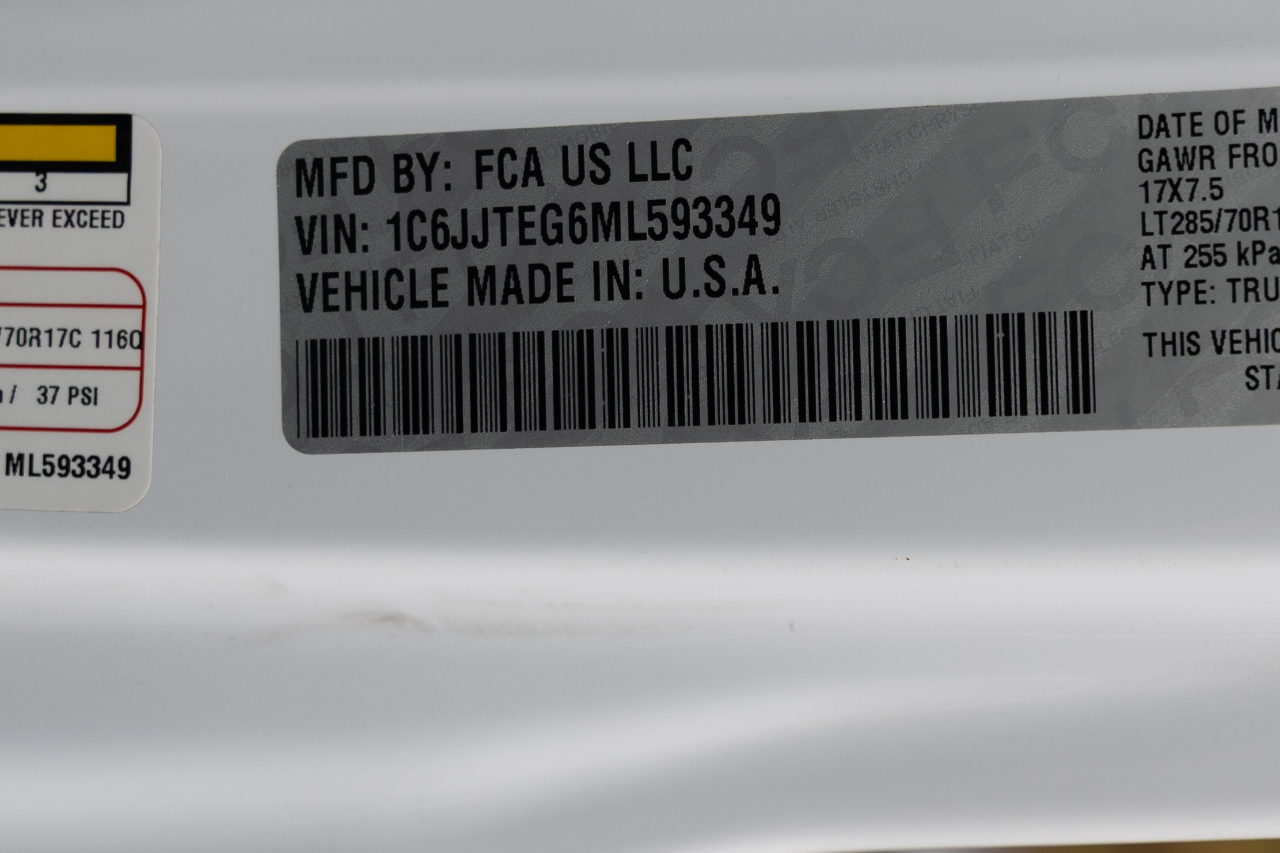 3
EVER EXCEED
/70R17C 116Q
/ 37 PSI
ML593349
MFD BY: FCA US LLC
VIN: 1C6JJTEG6ML593349
VEHICLE MADE IN: U.S.A.
DATE OF M
GAWR FRO
17X7.5
LT285/70R1
AT 255 kPa
TYPE: TRU
THIS VEHIC
STA